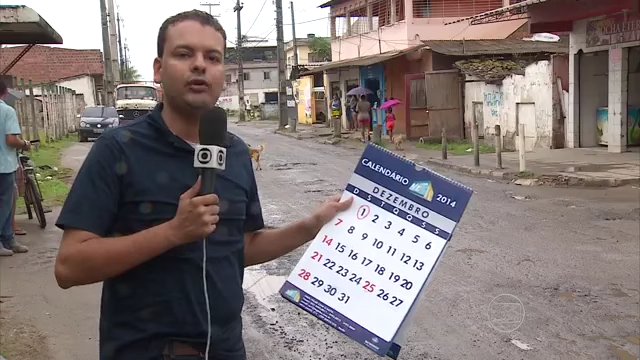 CALENDÁRIO
2014
DEZEMBRO
D S T Q Q S S
1 2 3 4 5 6
7 8 9 10 11 12 13
14 15 16 17 18 19 20
21 22 23 24 25 26 27
28 29 30 31